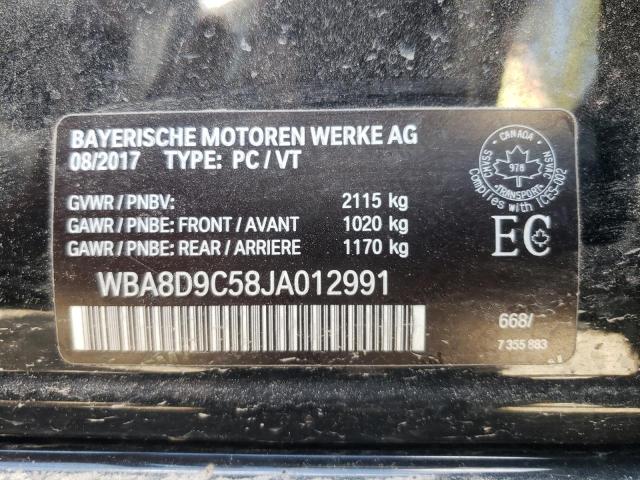 BAYERISCHE MOTOREN WERKE AG
08/2017 TYPE: PC / VT
GVWR / PNBV: 2115 kg
GAWR / PNBE: FRONT / AVANT 1020 kg
GAWR / PNBE: REAR / ARRIERE 1170 kg
WBA8D9C58JA012991
CANADA
NSVAC
978
NVSMC
TRANSPORT
Complies with ICES-002
EC
668/
7 355 883